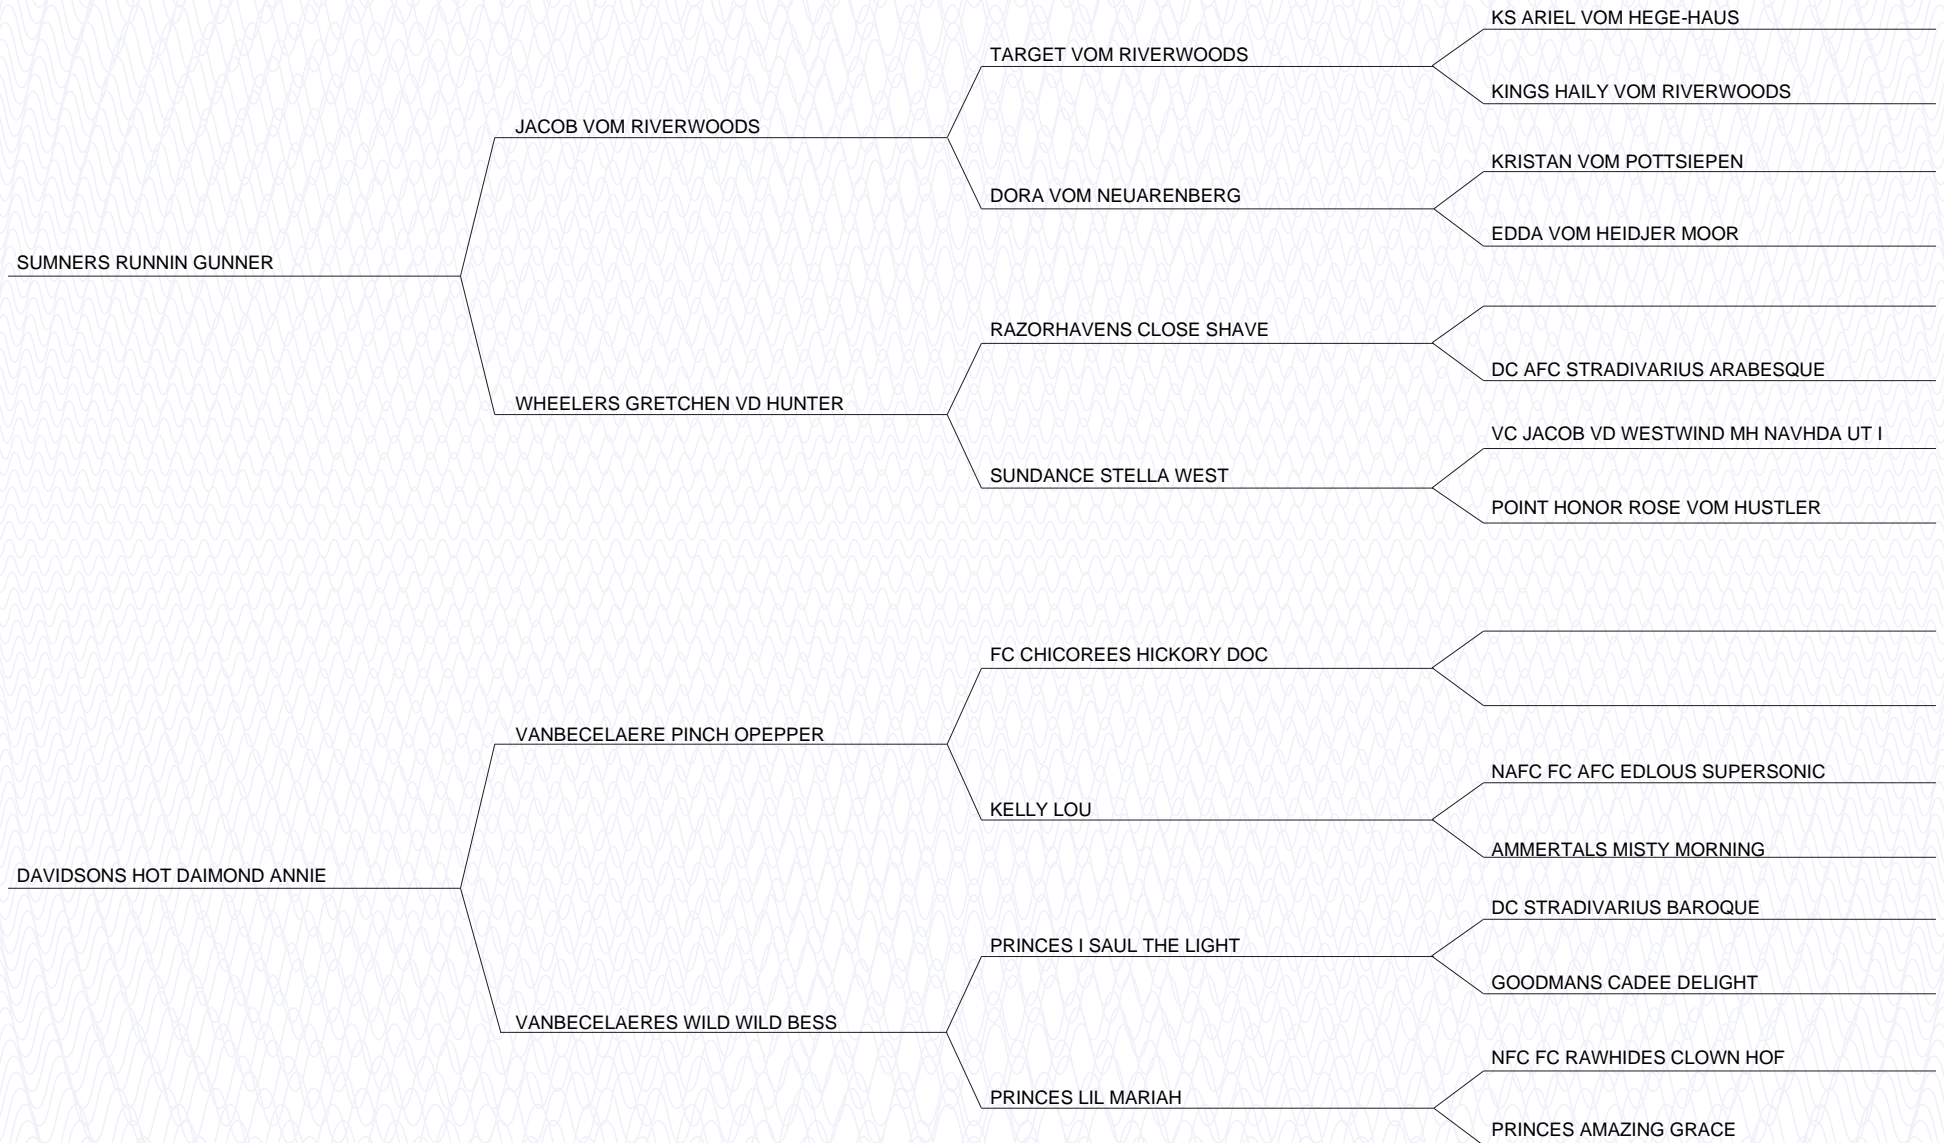 KS ARIEL VOM HEGE-HAUS
TARGET VOM RIVERWOODS
KINGS HAILY VOM RIVERWOODS
JACOB VOM RIVERWOODS
KRISTAN VOM POTTSIEPEN
DORA VOM NEUARENBERG
EDDA VOM HEIDJER MOOR
SUMNERS RUNNIN GUNNER
RAZORHAVENS CLOSE SHAVE
DC AFC STRADIVARIUS ARABESQUE
WHEELERS GRETCHEN VD HUNTER
VC JACOB VD WESTWIND MH NAVHDA UT I
SUNDANCE STELLA WEST
POINT HONOR ROSE VOM HUSTLER
FC CHICOREES HICKORY DOC
VANBECELAERE PINCH OPEPPER
NAFC FC AFC EDLOUS SUPERSONIC
KELLY LOU
AMMERTALS MISTY MORNING
DAVIDSONS HOT DAIMOND ANNIE
DC STRADIVARIUS BAROQUE
PRINCES I SAUL THE LIGHT
GOODMANS CADEE DELIGHT
VANBECELAERES WILD WILD BESS
NFC FC RAWHIDES CLOWN HOF
PRINCES LIL MARIAH
PRINCES AMAZING GRACE